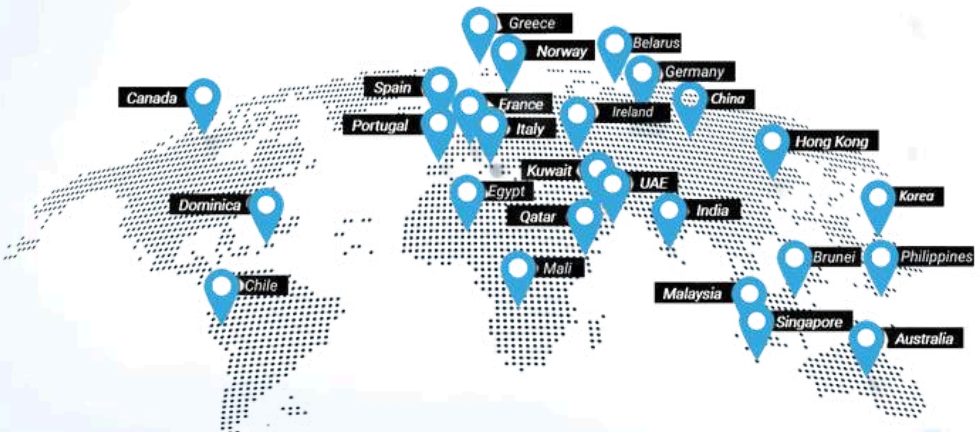 Greece
Norway
Belarus
Germany
Spain
Canada
China
France
Ireland
Portugal
Italy
Hong Kong
Kuwait
UAE
Egypt
Korea
Dominica
Qatar
India
Brunei
Philippines
Mali
Chile
Malaysia
Singapore
Australia